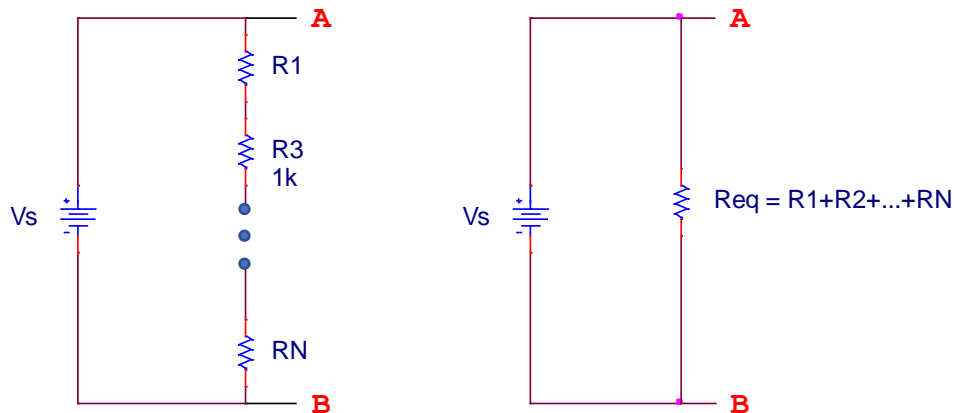 A
R1
R3
1k
Vs
+
-
RN
B
A
Vs
+
-
Req = R1+R2+...+RN
B